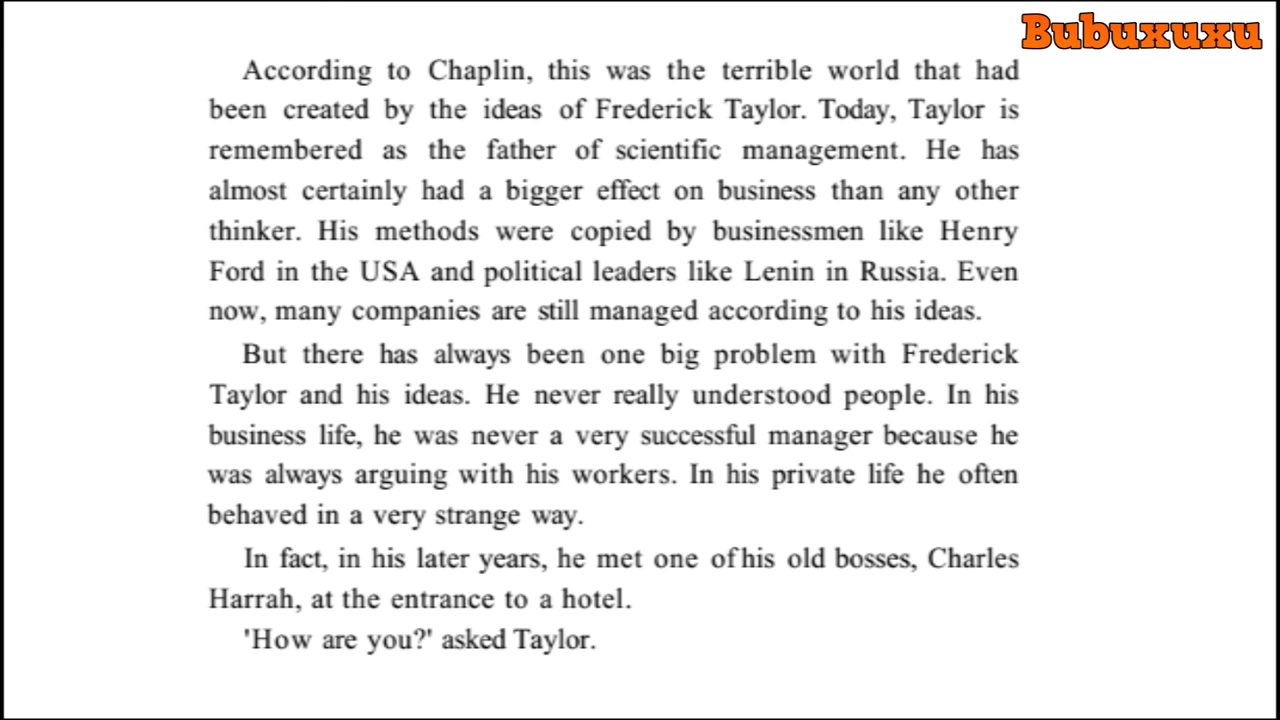 Bubuxuxu
According to Chaplin, this was the terrible world that had
been created by the ideas of Frederick Taylor. Today, Taylor is
remembered as the father of scientific management. He has
almost certainly had a bigger effect on business than any other
thinker. His methods were copied by businessmen like Henry
Ford in the USA and political leaders like Lenin in Russia. Even
now, many companies are still managed according to his ideas.
But there has always been one big problem with Frederick
Taylor and his ideas. He never really understood people. In his
business life, he was never a very successful manager because he
was always arguing with his workers. In his private life he often
behaved in a very strange way.
In fact, in his later years, he met one ofhis old bosses, Charles
Harrah, at the entrance to a hotel.
'How are you?' asked Taylor.